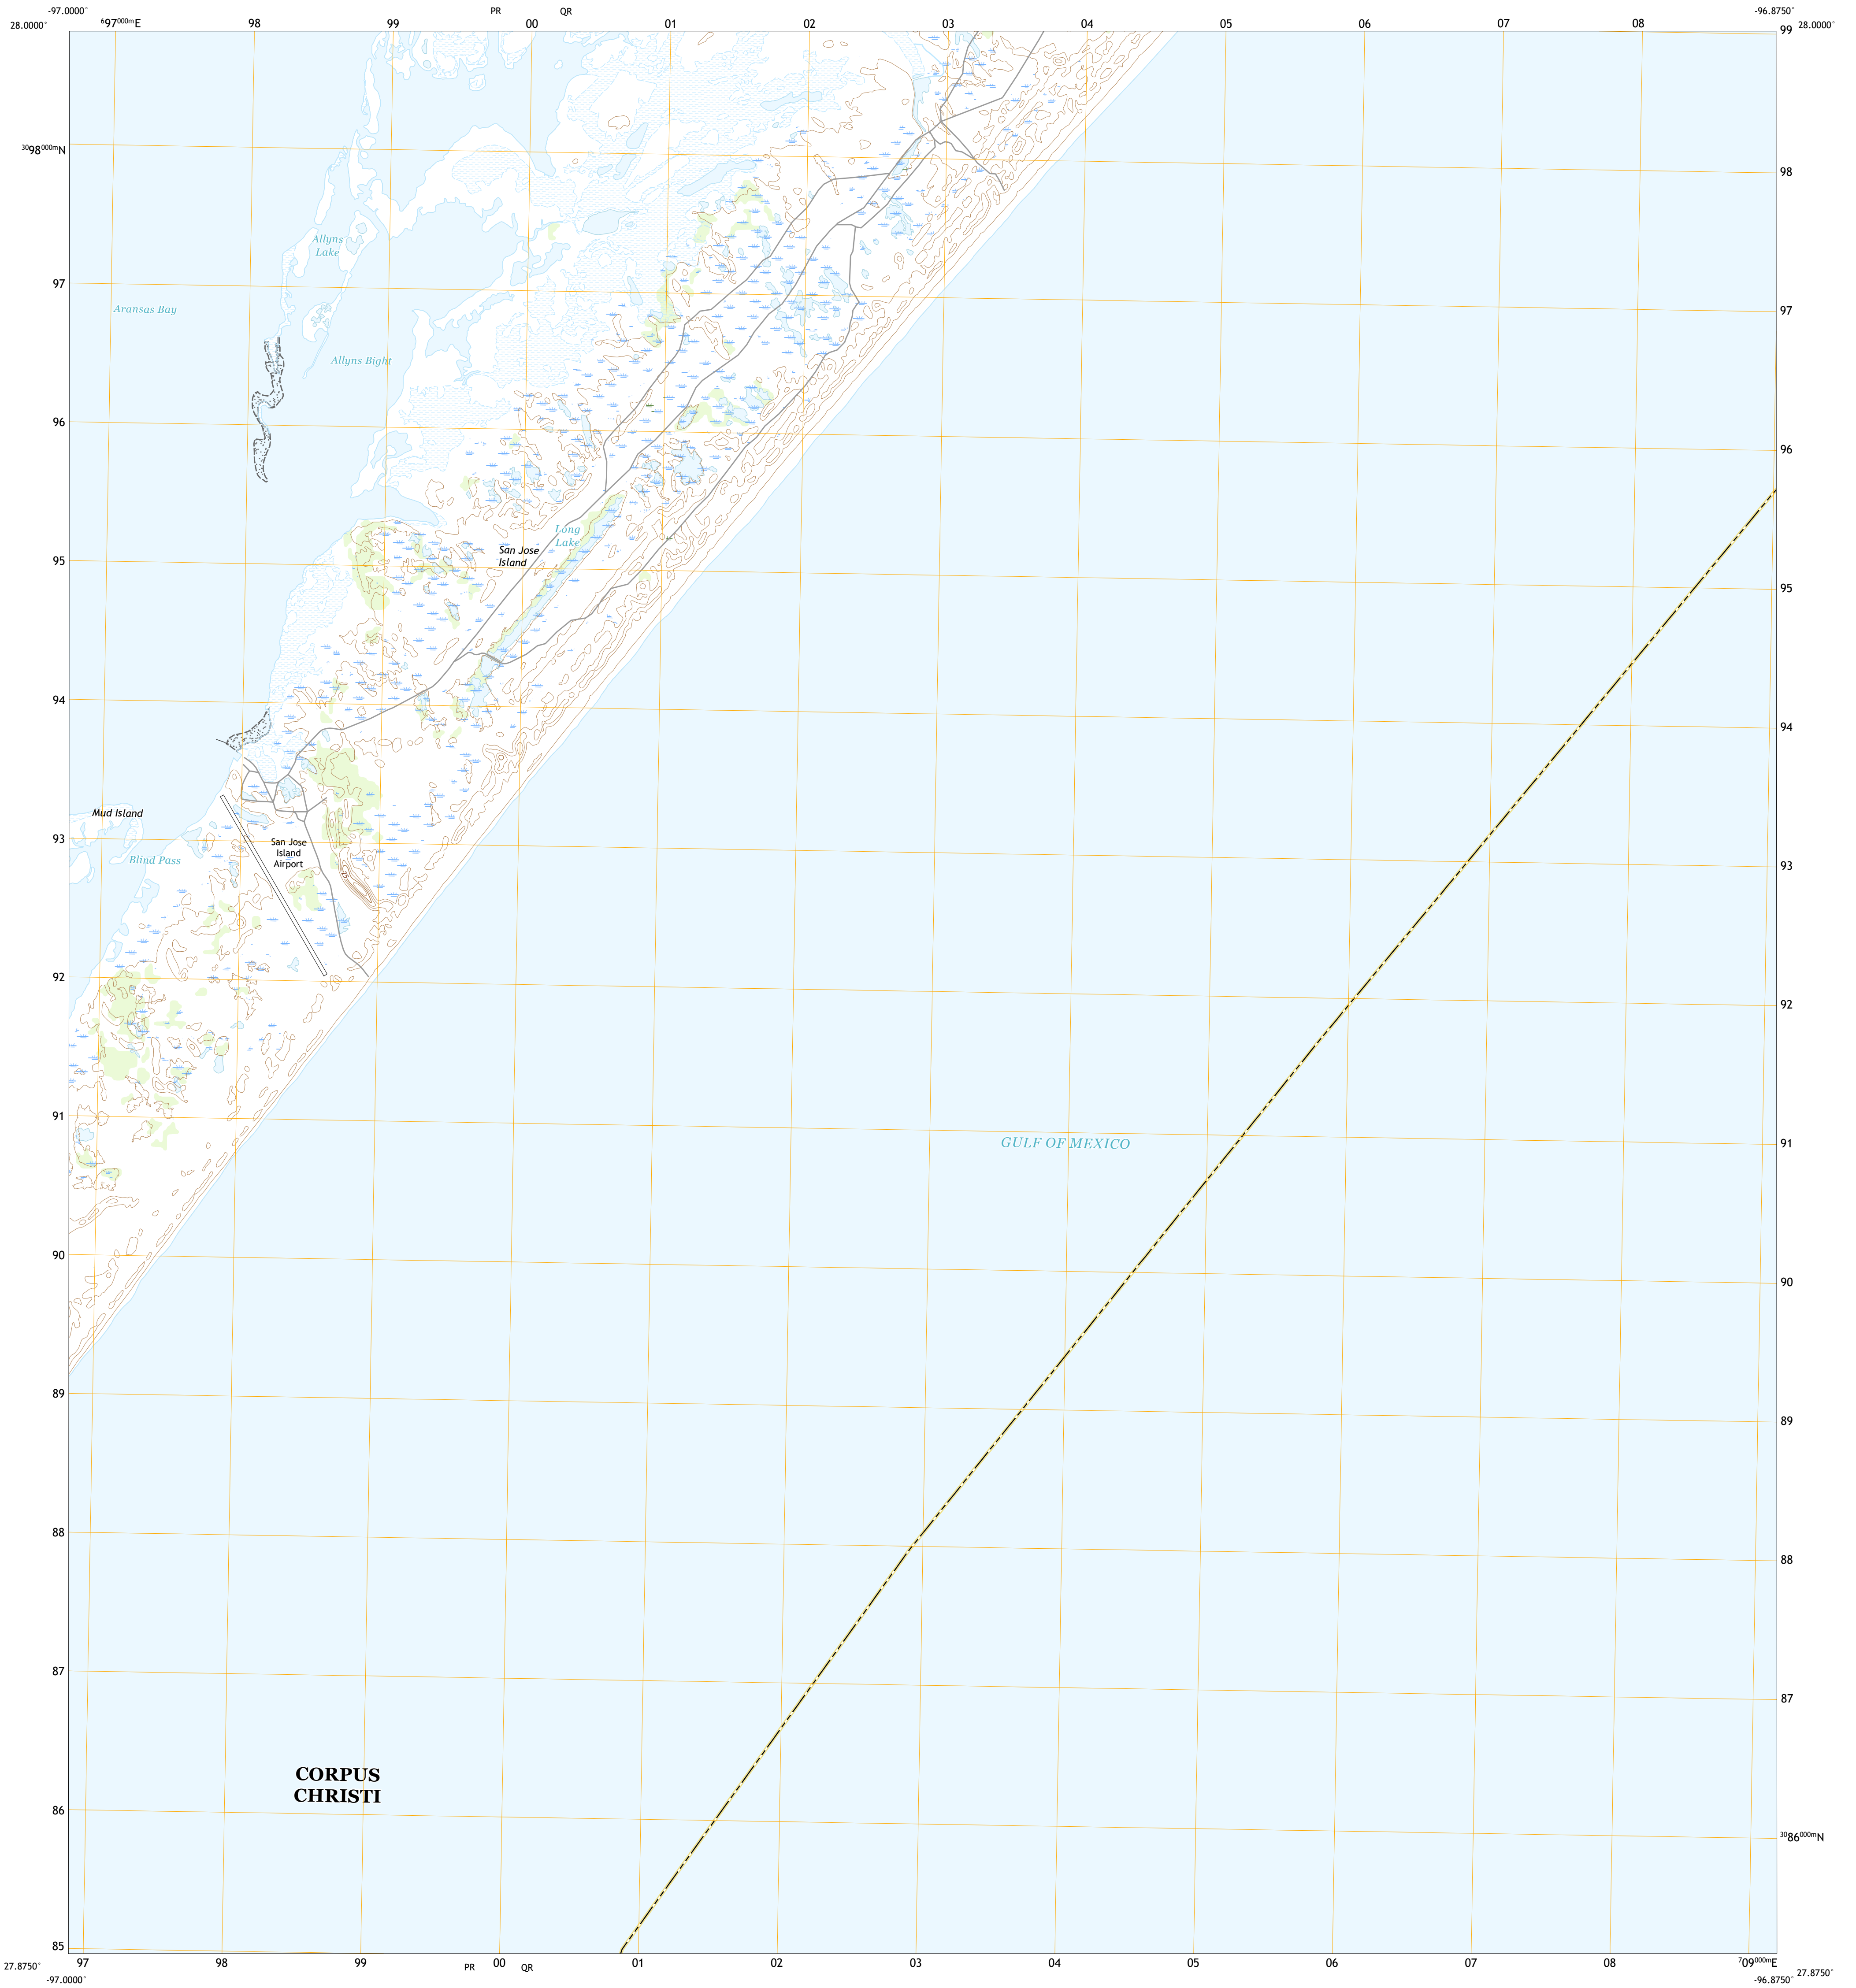 -97.0000° PR QR -96.8750°
28.0000° 697000mE 98 99 00 01 02 03 04 05 06 07 08 99 28.0000°
3098000mN
98
Allyns
Lake
97
Aransas Bay
97
Allyns Bight
96
96
Long
Lake
San Jose
Island
95
95
94
94
Mud Island
93
San Jose
Island
Airport
Blind Pass
93
25
92
92
91
GULF OF MEXICO
91
90
90
89
89
88
88
87
87
CORPUS
CHRISTI
86
3086000mN
85
27.8750° 97 98 99 PR 00 QR 01 02 03 04 05 06 07 08 709000mE 27.8750°
-97.0000° -96.8750°